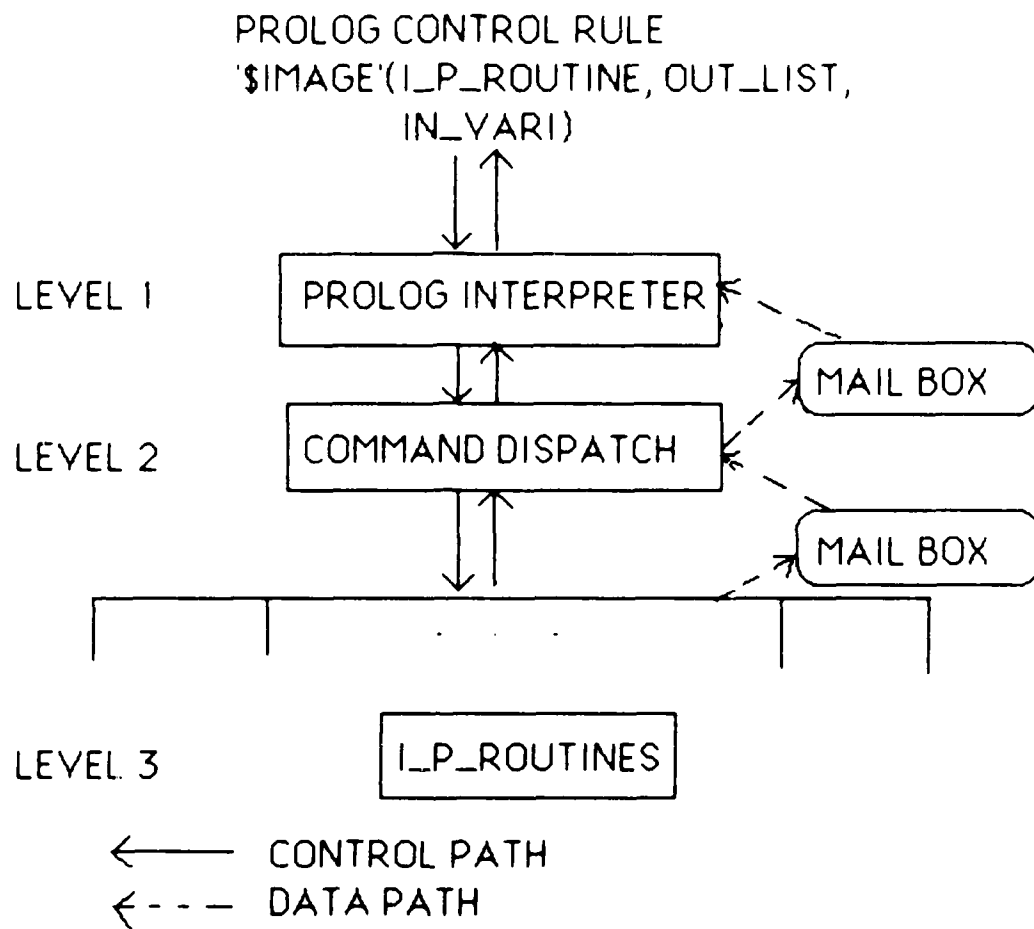 PROLOG CONTROL RULE
'$IMAGE'(I_P_ROUTINE, OUT_LIST,
IN_VARI)
LEVEL 1
PROLOG INTERPRETER
MAIL BOX
LEVEL 2
COMMAND DISPATCH
MAIL BOX
. . .
LEVEL. 3
I_P_ROUTINES
CONTROL PATH
DATA PATH